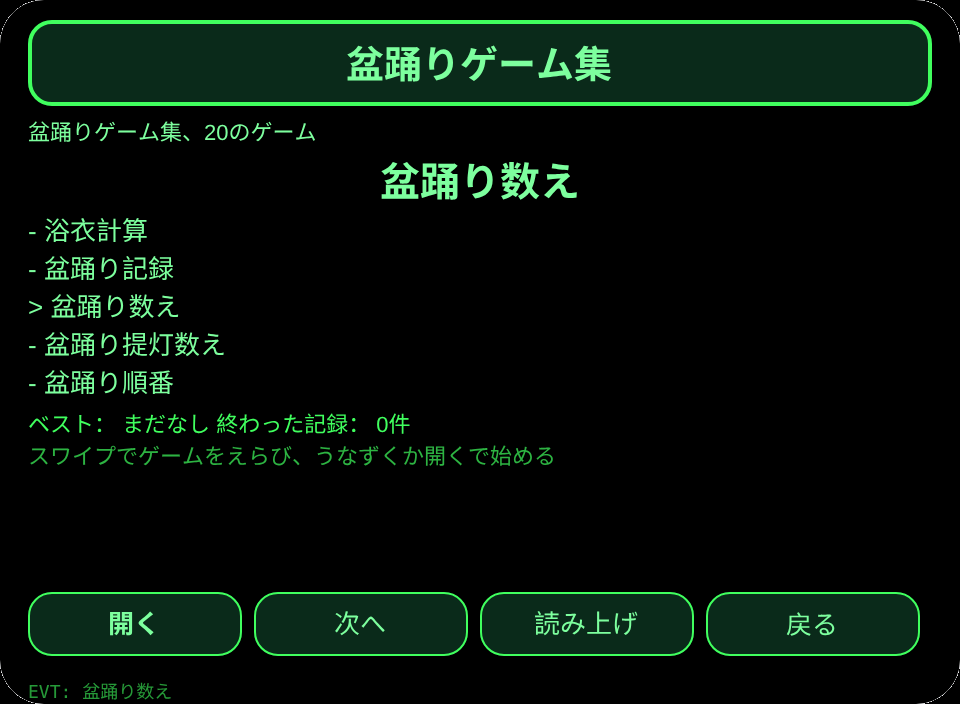 盆踊りゲーム集
盆踊りゲーム集、20のゲーム
盆踊り数え
- 浴衣計算
- 盆踊り記録
> 盆踊り数え
- 盆踊り提灯数え
- 盆踊り順番
ベスト: まだなし 終わった記録: 0件
スワイプでゲームをえらび、うなずくか開くで始める
開く
次へ
読み上げ
戻る
EVT: 盆踊り数え